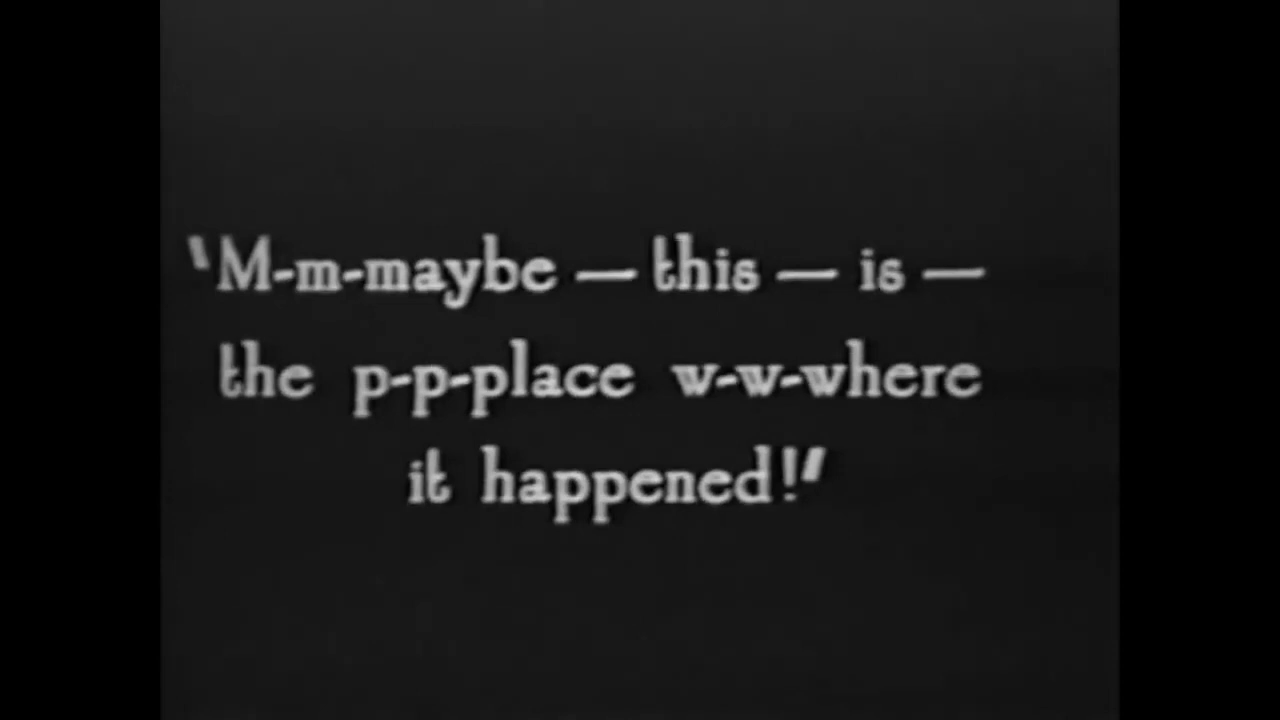 "M-m-maybe — this — is —
the p-p-place w-w-where
it happened!"